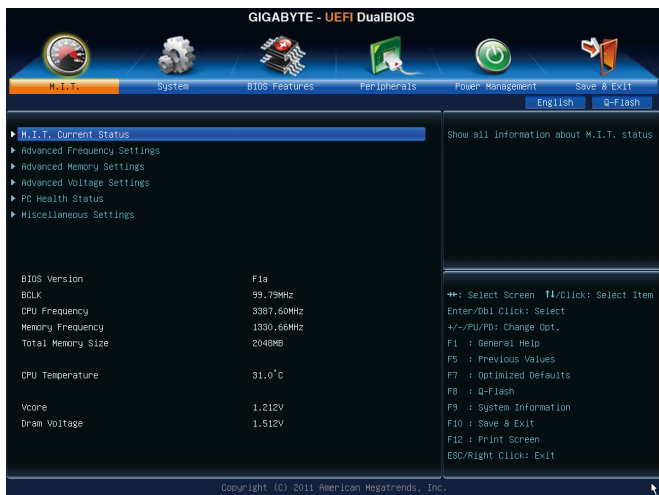 GIGABYTE - UEFI DualBIOS
M.I.T. System BIOS Features Peripherals Power Management Save & Exit
English Q-Flash
M.I.T. Current Status
Advanced Frequency Settings
Advanced Memory Settings
Advanced Voltage Settings
PC Health Status
Miscellaneous Settings
BIOS Version F1a
BCLK 99.79MHz
CPU Frequency 3387.60MHz
Memory Frequency 1330.66MHz
Total Memory Size 2048MB
CPU Temperature 31.0°C
Vcore 1.212V
Dram Voltage 1.512V
Show all information about M.I.T. status
→←: Select Screen ↑↓/Click: Select Item
Enter/Dbl Click: Select
+/-/PU/PD: Change Opt.
F1 : General Help
F5 : Previous Values
F7 : Optimized Defaults
F8 : Q-Flash
F9 : System Information
F10 : Save & Exit
F12 : Print Screen
ESC/Right Click: Exit
Copyright (C) 2011 American Megatrends, Inc.